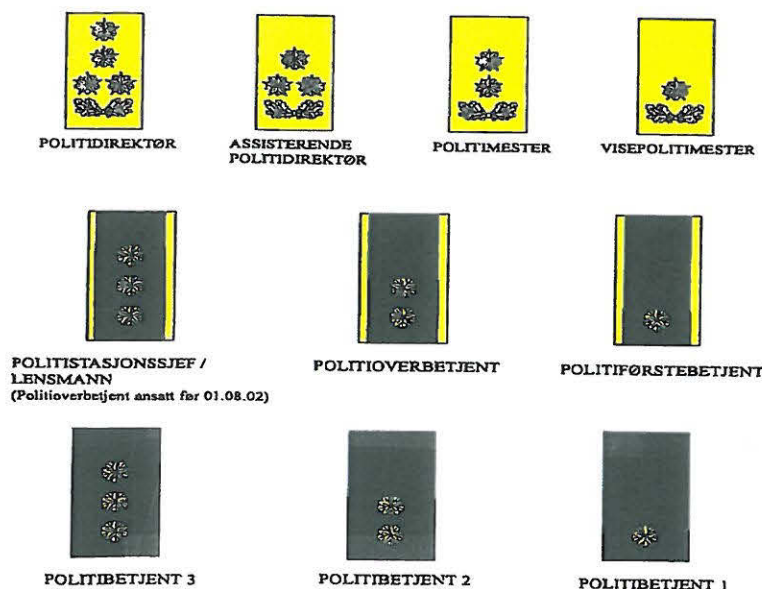 POLITIDIREKTØR
ASSISTERENDE
POLITIDIREKTØR
POLITIMESTER
VISEPOLITIMESTER
POLITISTASJONSSJEF /
LENSMANN
(Politioverbetjent ansatt før 01.08.02)
POLITIOVERBETJENT
POLITIFØRSTEBETJENT
POLITIBETJENT 3
POLITIBETJENT 2
POLITIBETJENT 1